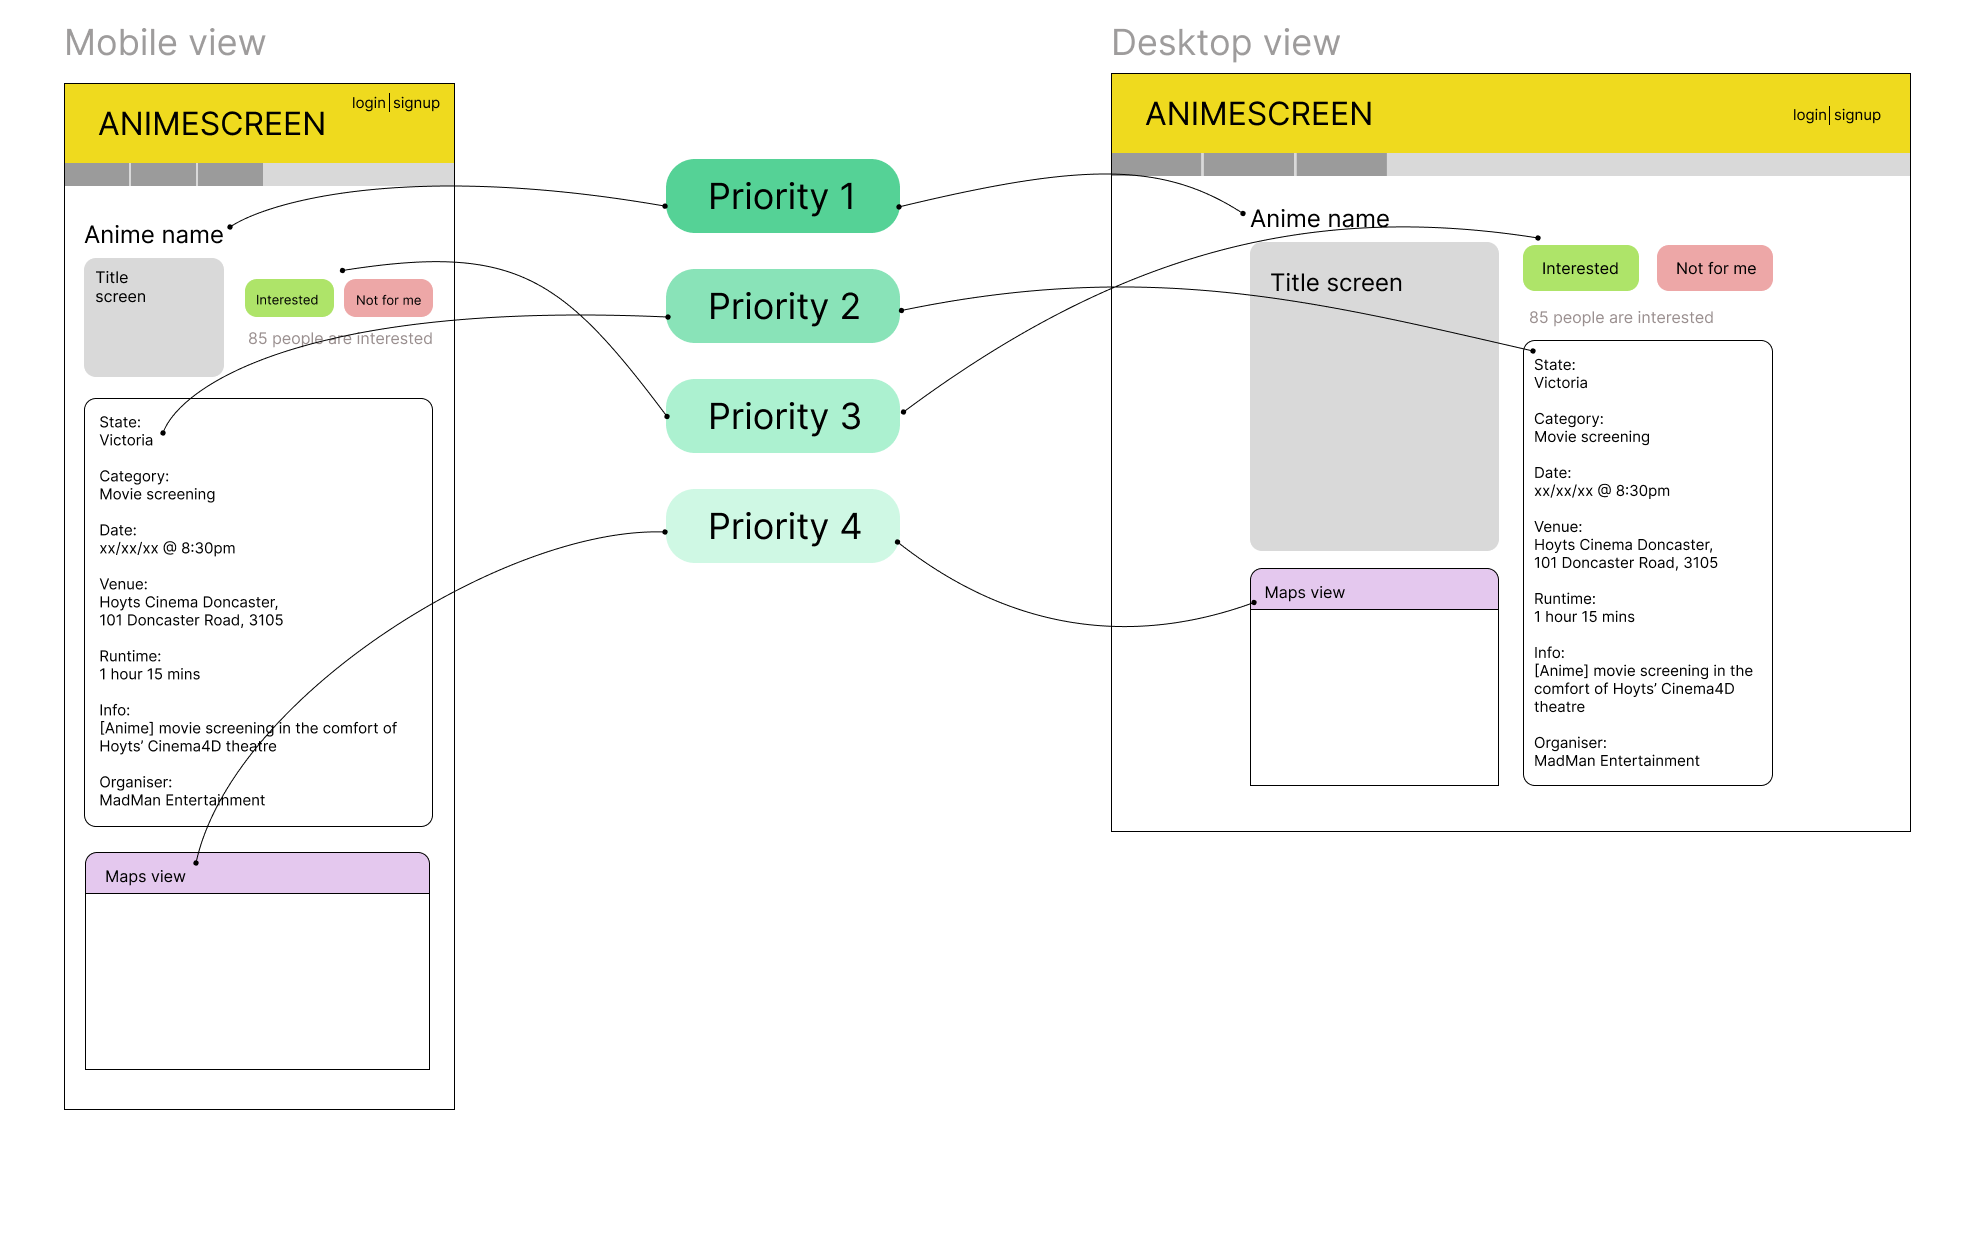 Mobile view
login|signup
ANIMESCREEN
Anime name
Title
screen
Interested
Not for me
85 people are interested
State:
Victoria
Category:
Movie screening
Date:
xx/xx/xx @ 8:30pm
Venue:
Hoyts Cinema Doncaster,
101 Doncaster Road, 3105
Runtime:
1 hour 15 mins
Info:
[Anime] movie screening in the comfort of
Hoyts’ Cinema4D theatre
Organiser:
MadMan Entertainment
Maps view
Priority 1
Priority 2
Priority 3
Priority 4
Desktop view
ANIMESCREEN
login|signup
Anime name
Title screen
Interested
Not for me
85 people are interested
State:
Victoria
Category:
Movie screening
Date:
xx/xx/xx @ 8:30pm
Venue:
Hoyts Cinema Doncaster,
101 Doncaster Road, 3105
Runtime:
1 hour 15 mins
Info:
[Anime] movie screening in the
comfort of Hoyts’ Cinema4D
theatre
Organiser:
MadMan Entertainment
Maps view